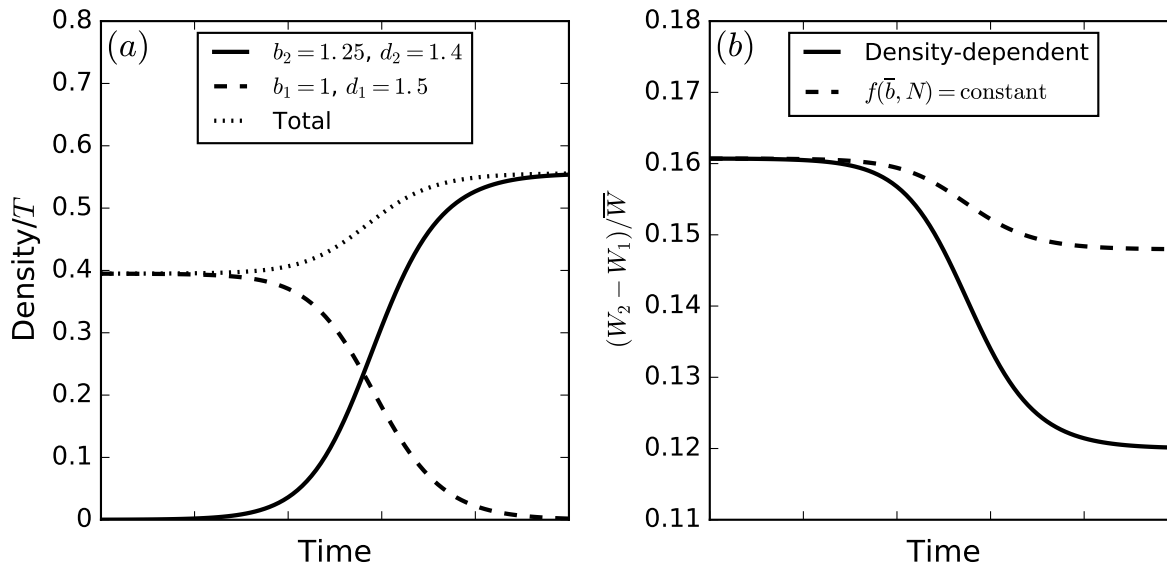 (a)
b₂ = 1.25, d₂ = 1.4
b₁ = 1, d₁ = 1.5
Total
0.8
0.7
0.6
0.5
0.4
0.3
0.2
0.1
0
Density/T
Time
(b)
Density-dependent
f(b̅, N) = constant
0.18
0.17
0.16
0.15
0.14
0.13
0.12
0.11
(W₂ − W₁)/W̅
Time